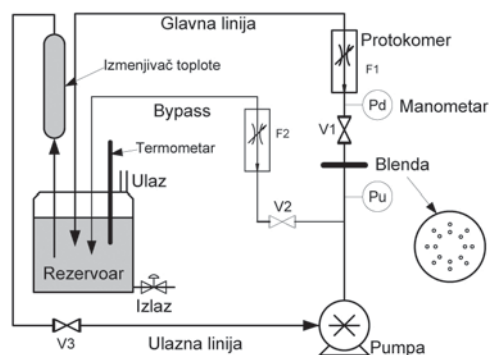 Glavna linija
Protokomer
Izmenjivač toplote
F1
Bypass
Pd
Manometar
V1
F2
Termometar
Blenda
Ulaz
Pu
V2
Rezervoar
Izlaz
V3
Ulazna linija
Pumpa